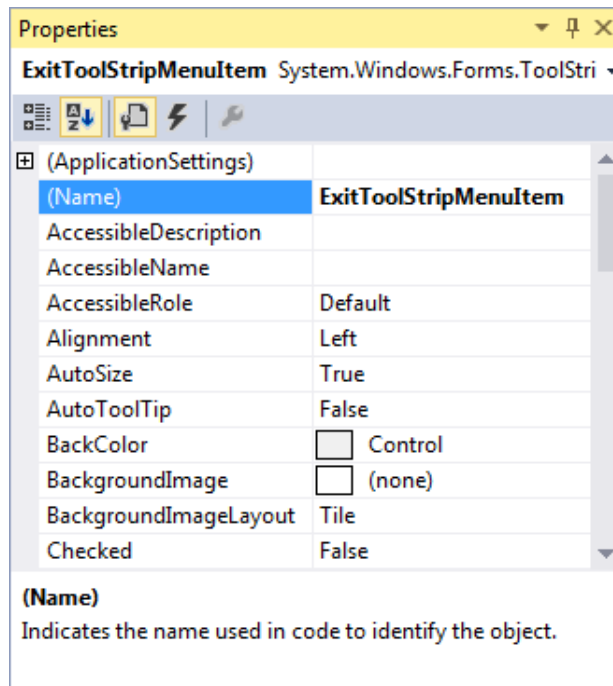 Properties
ExitToolStripMenuItem System.Windows.Forms.ToolStri
(ApplicationSettings)
(Name) ExitToolStripMenuItem
AccessibleDescription
AccessibleName
AccessibleRole Default
Alignment Left
AutoSize True
AutoToolTip False
BackColor Control
BackgroundImage (none)
BackgroundImageLayout Tile
Checked False
(Name)
Indicates the name used in code to identify the object.